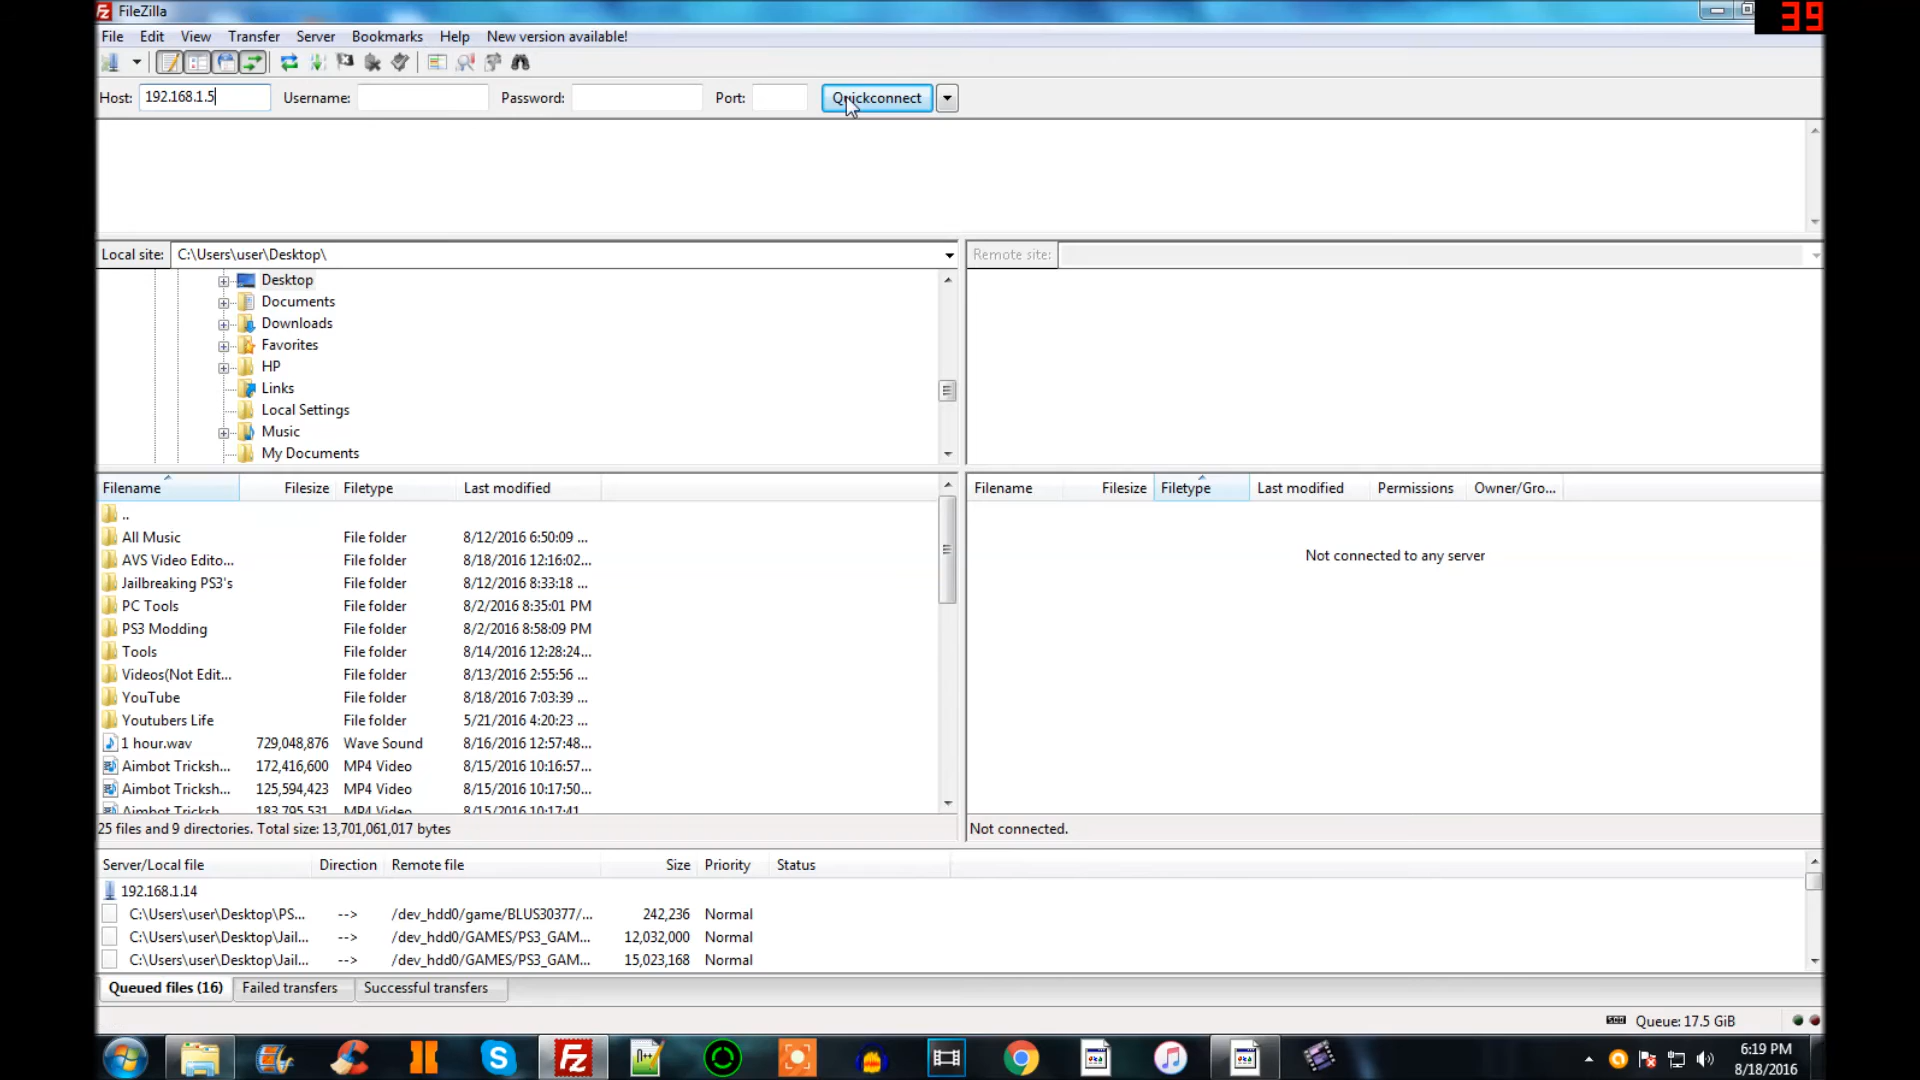 FileZilla
39
File Edit View Transfer Server Bookmarks Help New version available!
Host: 192.168.1.5 Username: Password: Port: Quickconnect
Local site: C:\Users\user\Desktop\
Remote site:
Desktop
Documents
Downloads
Favorites
HP
Links
Local Settings
Music
My Documents
Filename Filesize Filetype Last modified
Filename Filesize Filetype Last modified Permissions Owner/Gro...
..
All Music File folder 8/12/2016 6:50:09 ...
AVS Video Edito... File folder 8/18/2016 12:16:02...
Jailbreaking PS3's File folder 8/12/2016 8:33:18 ...
PC Tools File folder 8/2/2016 8:35:01 PM
PS3 Modding File folder 8/2/2016 8:58:09 PM
Tools File folder 8/14/2016 12:28:24...
Videos(Not Edit... File folder 8/13/2016 2:55:56 ...
YouTube File folder 8/18/2016 7:03:39 ...
Youtubers Life File folder 5/21/2016 4:20:23 ...
1 hour.wav 729,048,876 Wave Sound 8/16/2016 12:57:48...
Aimbot Tricksh... 172,416,600 MP4 Video 8/15/2016 10:16:57...
Aimbot Tricksh... 125,594,423 MP4 Video 8/15/2016 10:17:50...
Aimbot Tricksh 183,795,531 MP4 Video 8/15/2016 10:17:41
Not connected to any server
25 files and 9 directories. Total size: 13,701,061,017 bytes
Not connected.
Server/Local file Direction Remote file Size Priority Status
192.168.1.14
C:\Users\user\Desktop\PS... --> /dev_hdd0/game/BLUS30377/... 242,236 Normal
C:\Users\user\Desktop\Jail... --> /dev_hdd0/GAMES/PS3_GAM... 12,032,000 Normal
C:\Users\user\Desktop\Jail... --> /dev_hdd0/GAMES/PS3_GAM... 15,023,168 Normal
Queued files (16) Failed transfers Successful transfers
Queue: 17.5 GiB
6:19 PM
8/18/2016